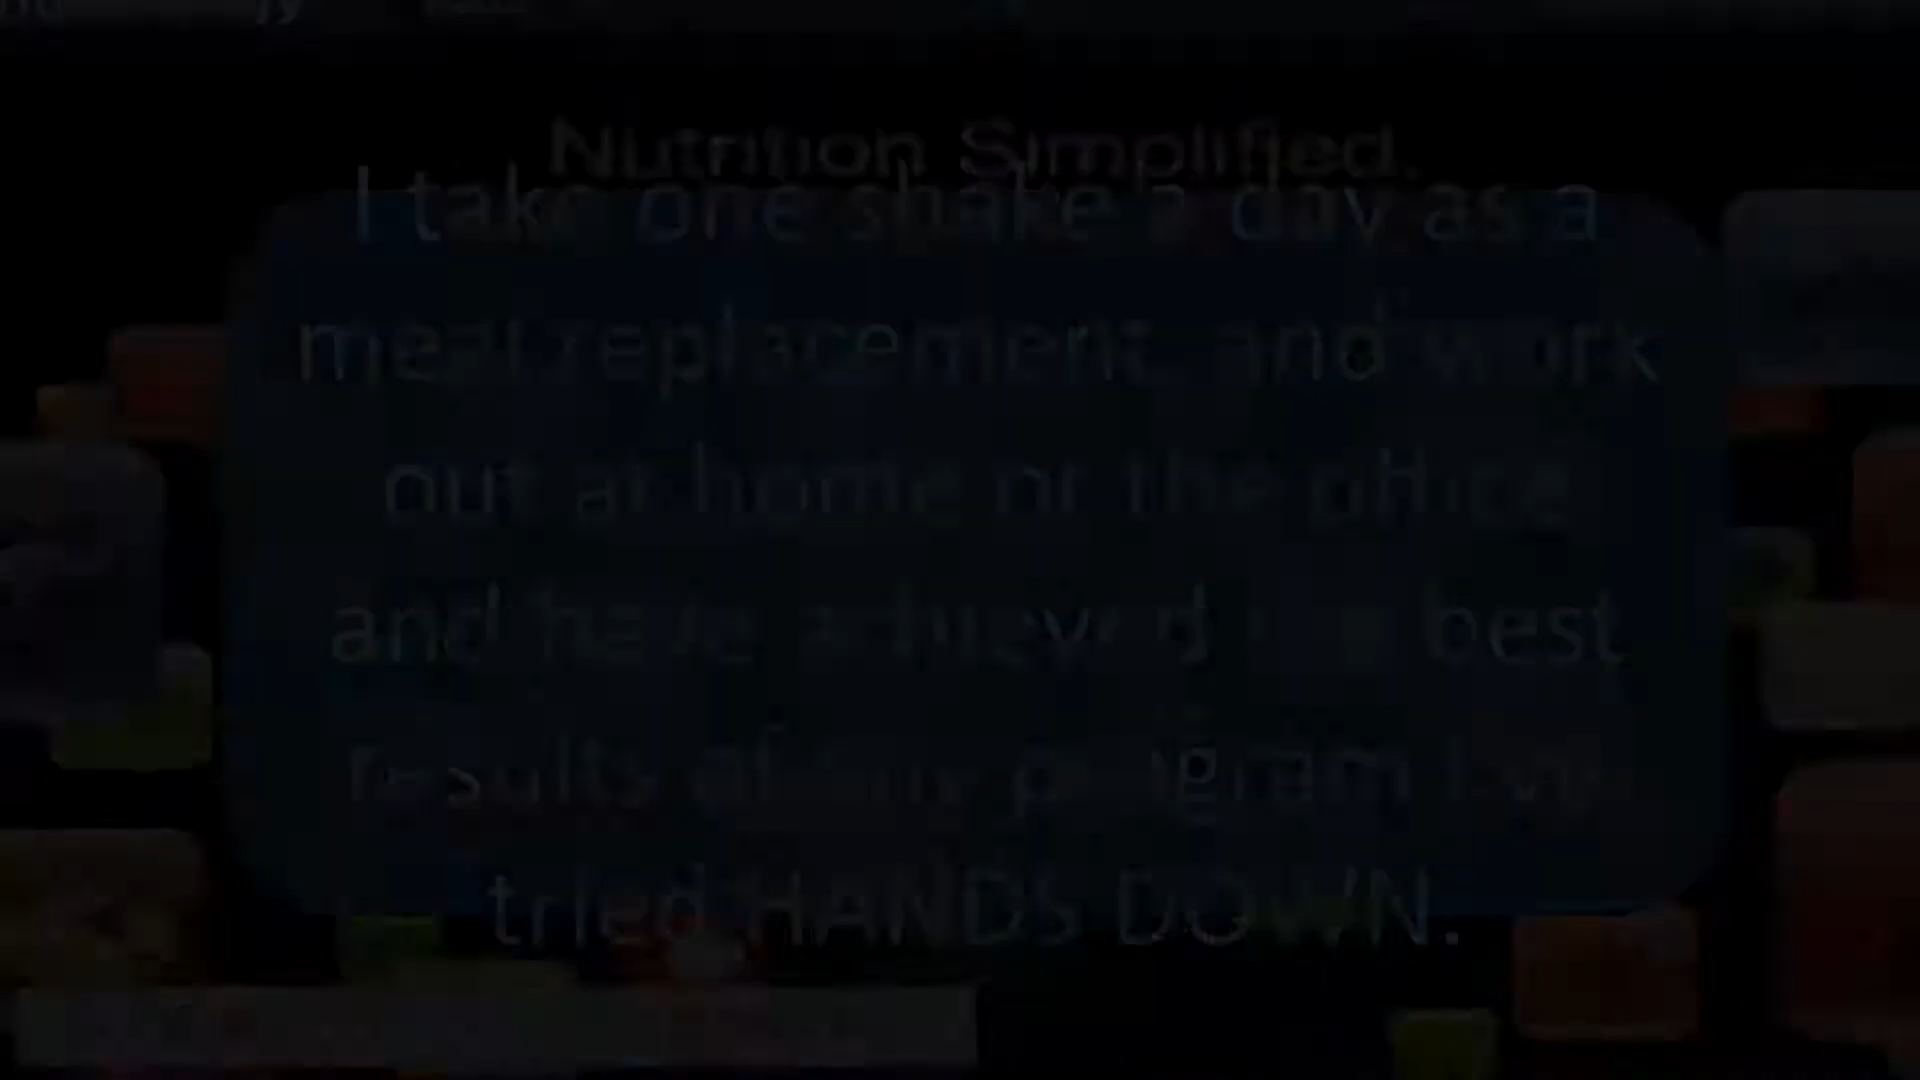 Nutrition Simplified.
I take one shake a day as a
meal replacement, and work
out at home or the office
and have achieved the best
results of any program I've
tried HANDS DOWN.